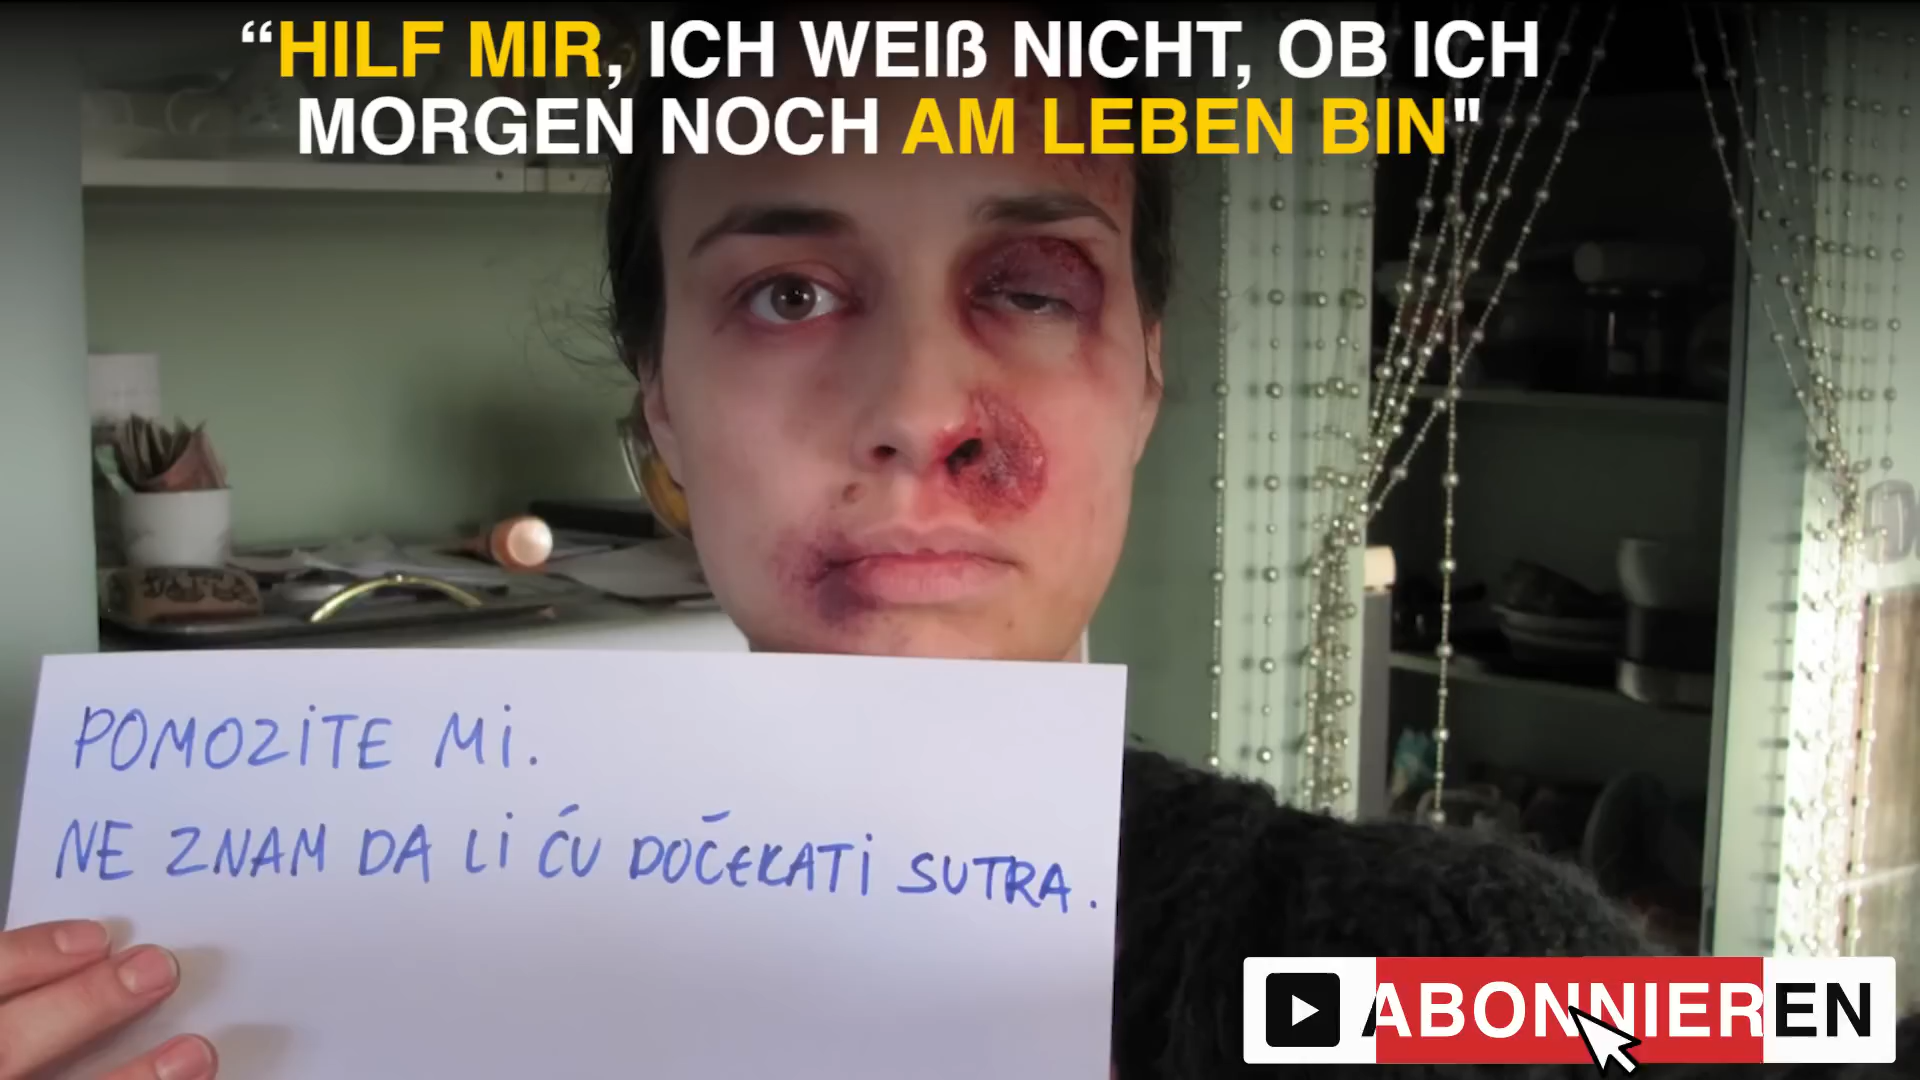 “HILF MIR, ICH WEIß NICHT, OB ICH
MORGEN NOCH AM LEBEN BIN"
POMOZiTE Mi.
NE ZNAM DA Li ĆU DOČEKATi SUTRA.
ABONNIEREN